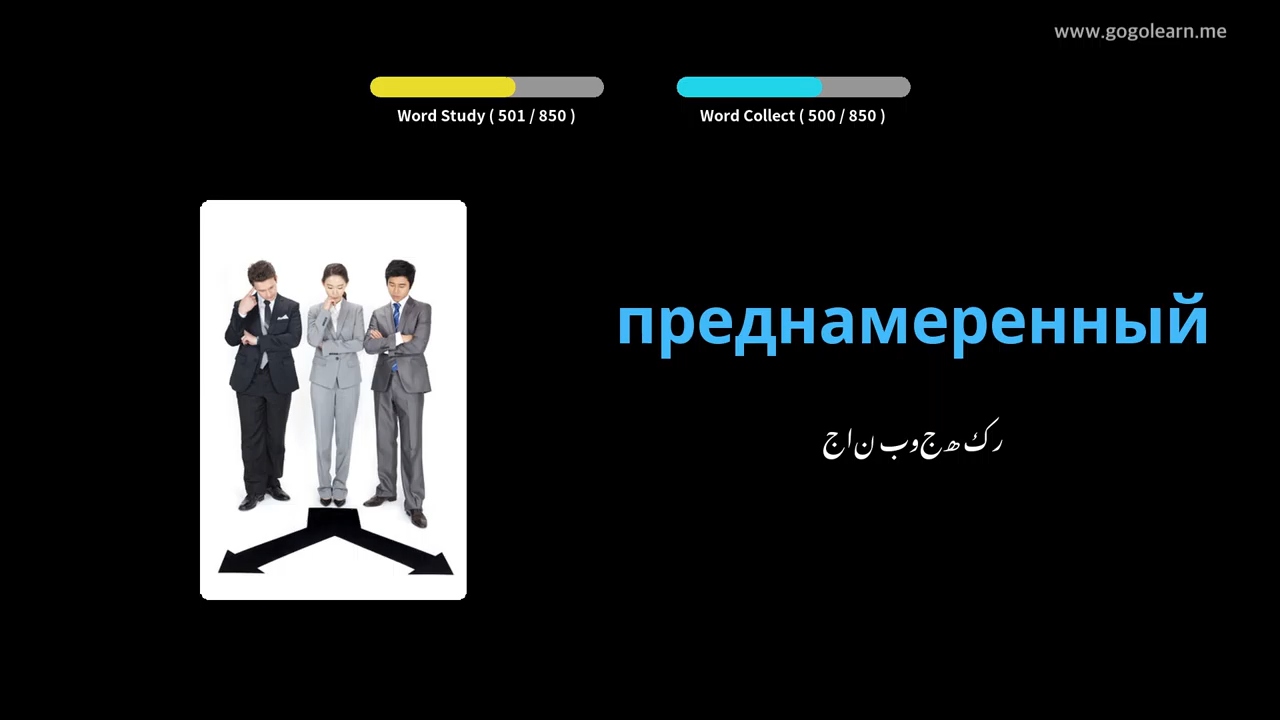 www.gogolearn.me
Word Study ( 501 / 850 )
Word Collect ( 500 / 850 )
преднамеренный
رک ھجوب ناج